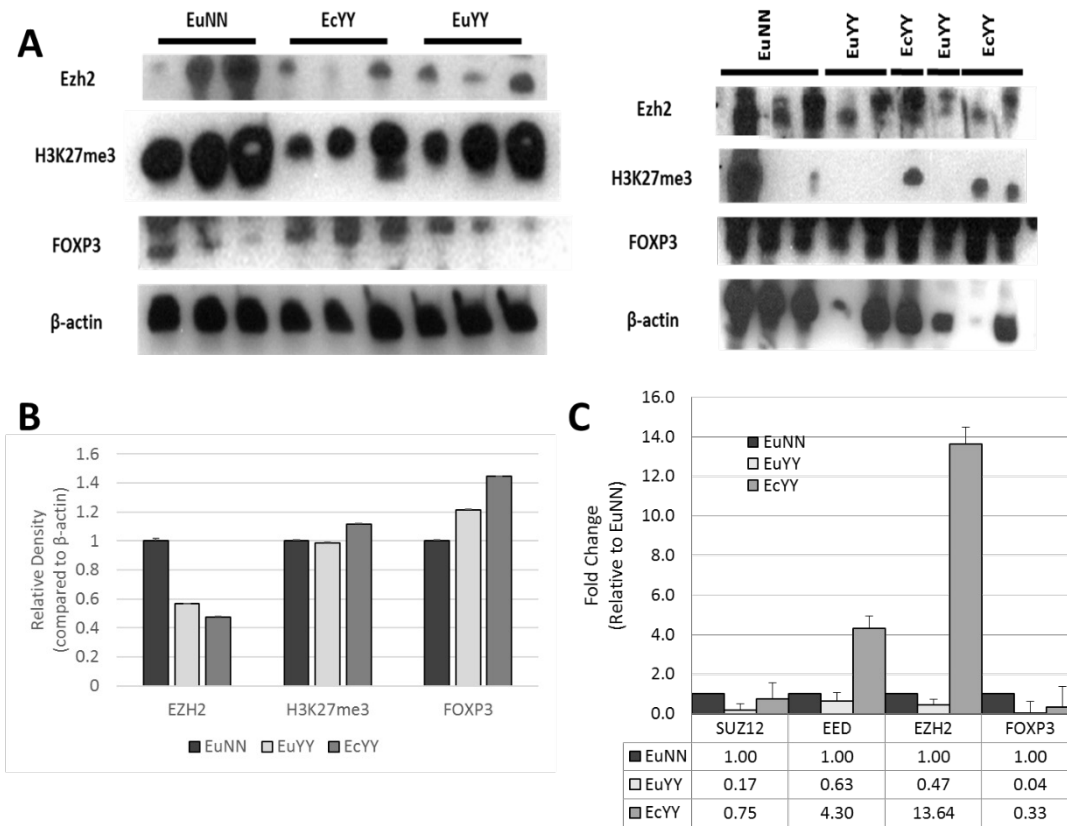 A
EuNN EcYY EuYY
Ezh2
H3K27me3
FOXP3
β-actin
EuNN EuYY EcYY EuYY EcYY
Ezh2
H3K27me3
FOXP3
β-actin
B
Relative Density
(compared to β-actin)
1.6
1.4
1.2
1
0.8
0.6
0.4
0.2
0
EZH2 H3K27me3 FOXP3
EuNN EuYY EcYY
C
Fold Change
(Relative to EuNN)
16.0
14.0
12.0
10.0
8.0
6.0
4.0
2.0
0.0
EuNN
EuYY
EcYY
SUZ12 EED EZH2 FOXP3
EuNN 1.00 1.00 1.00 1.00
EuYY 0.17 0.63 0.47 0.04
EcYY 0.75 4.30 13.64 0.33